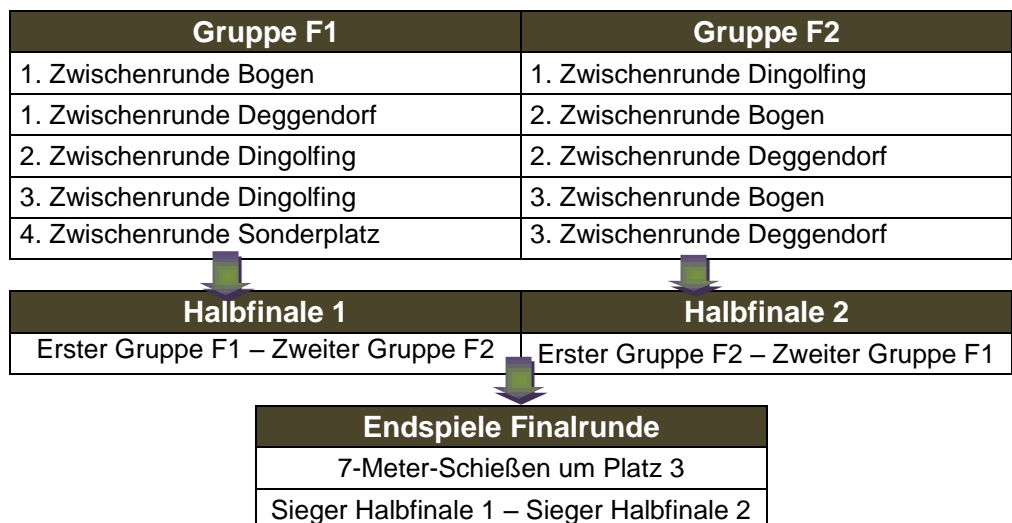 Gruppe F1 Gruppe F2
1. Zwischenrunde Bogen 1. Zwischenrunde Dingolfing
1. Zwischenrunde Deggendorf 2. Zwischenrunde Bogen
2. Zwischenrunde Dingolfing 2. Zwischenrunde Deggendorf
3. Zwischenrunde Dingolfing 3. Zwischenrunde Bogen
4. Zwischenrunde Sonderplatz 3. Zwischenrunde Deggendorf
Halbfinale 1 Halbfinale 2
Erster Gruppe F1 – Zweiter Gruppe F2 Erster Gruppe F2 – Zweiter Gruppe F1
Endspiele Finalrunde
7-Meter-Schießen um Platz 3
Sieger Halbfinale 1 – Sieger Halbfinale 2